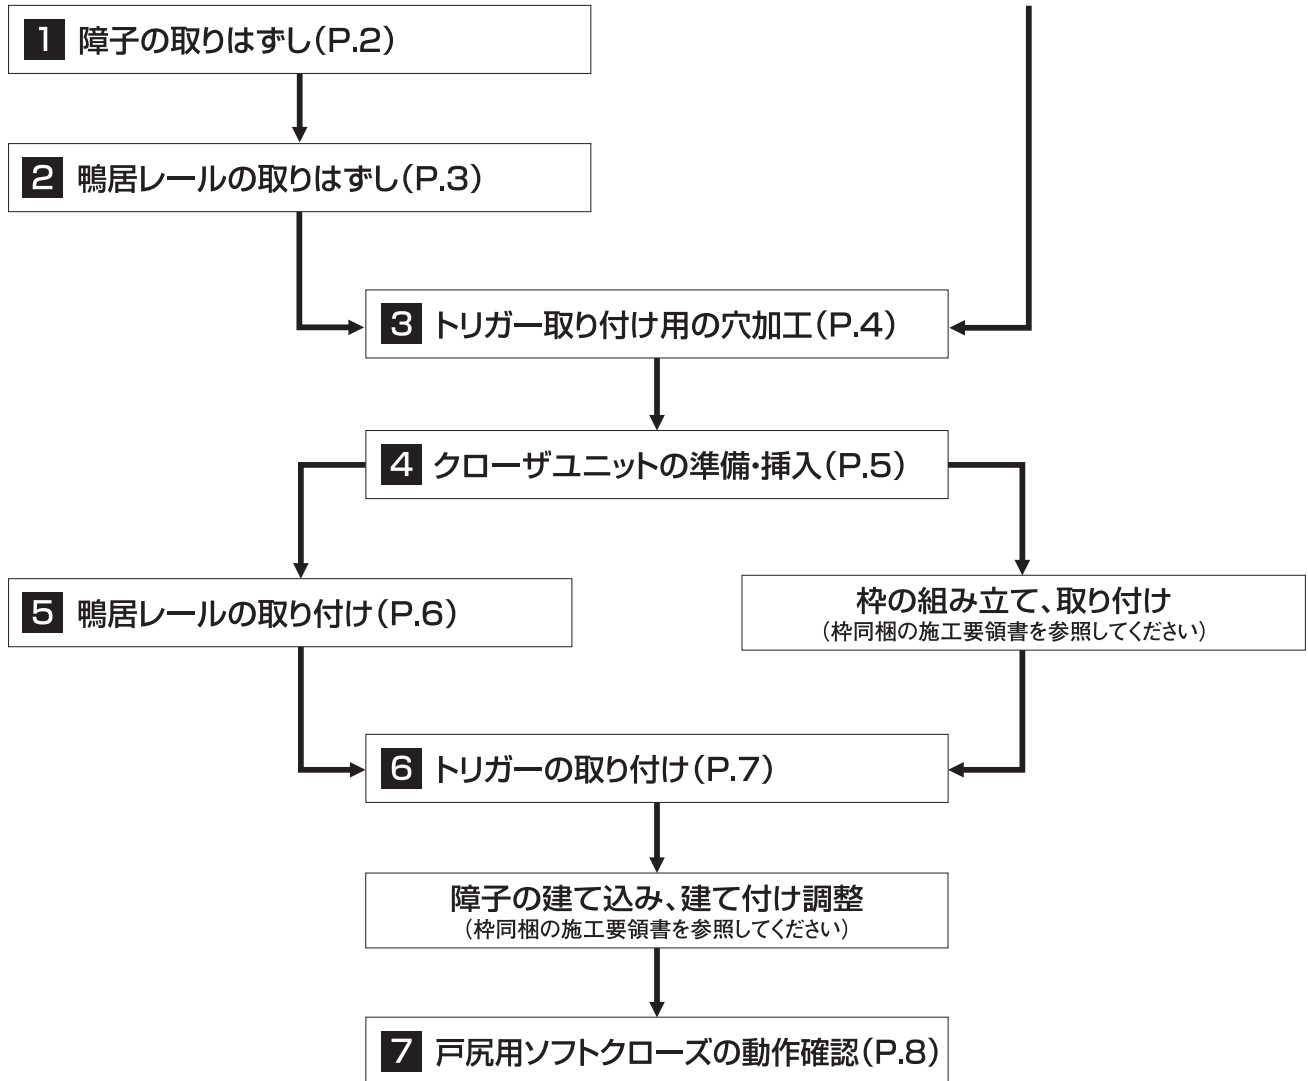 1 障子の取りはずし(P.2)
2 鴨居レールの取りはずし(P.3)
3 トリガー取り付け用の穴加工(P.4)
4 クローザユニットの準備・挿入(P.5)
5 鴨居レールの取り付け(P.6)
枠の組み立て、取り付け
(枠同梱の施工要領書を参照してください)
6 トリガーの取り付け(P.7)
障子の建て込み、建て付け調整
(枠同梱の施工要領書を参照してください)
7 戸尻用ソフトクローズの動作確認(P.8)